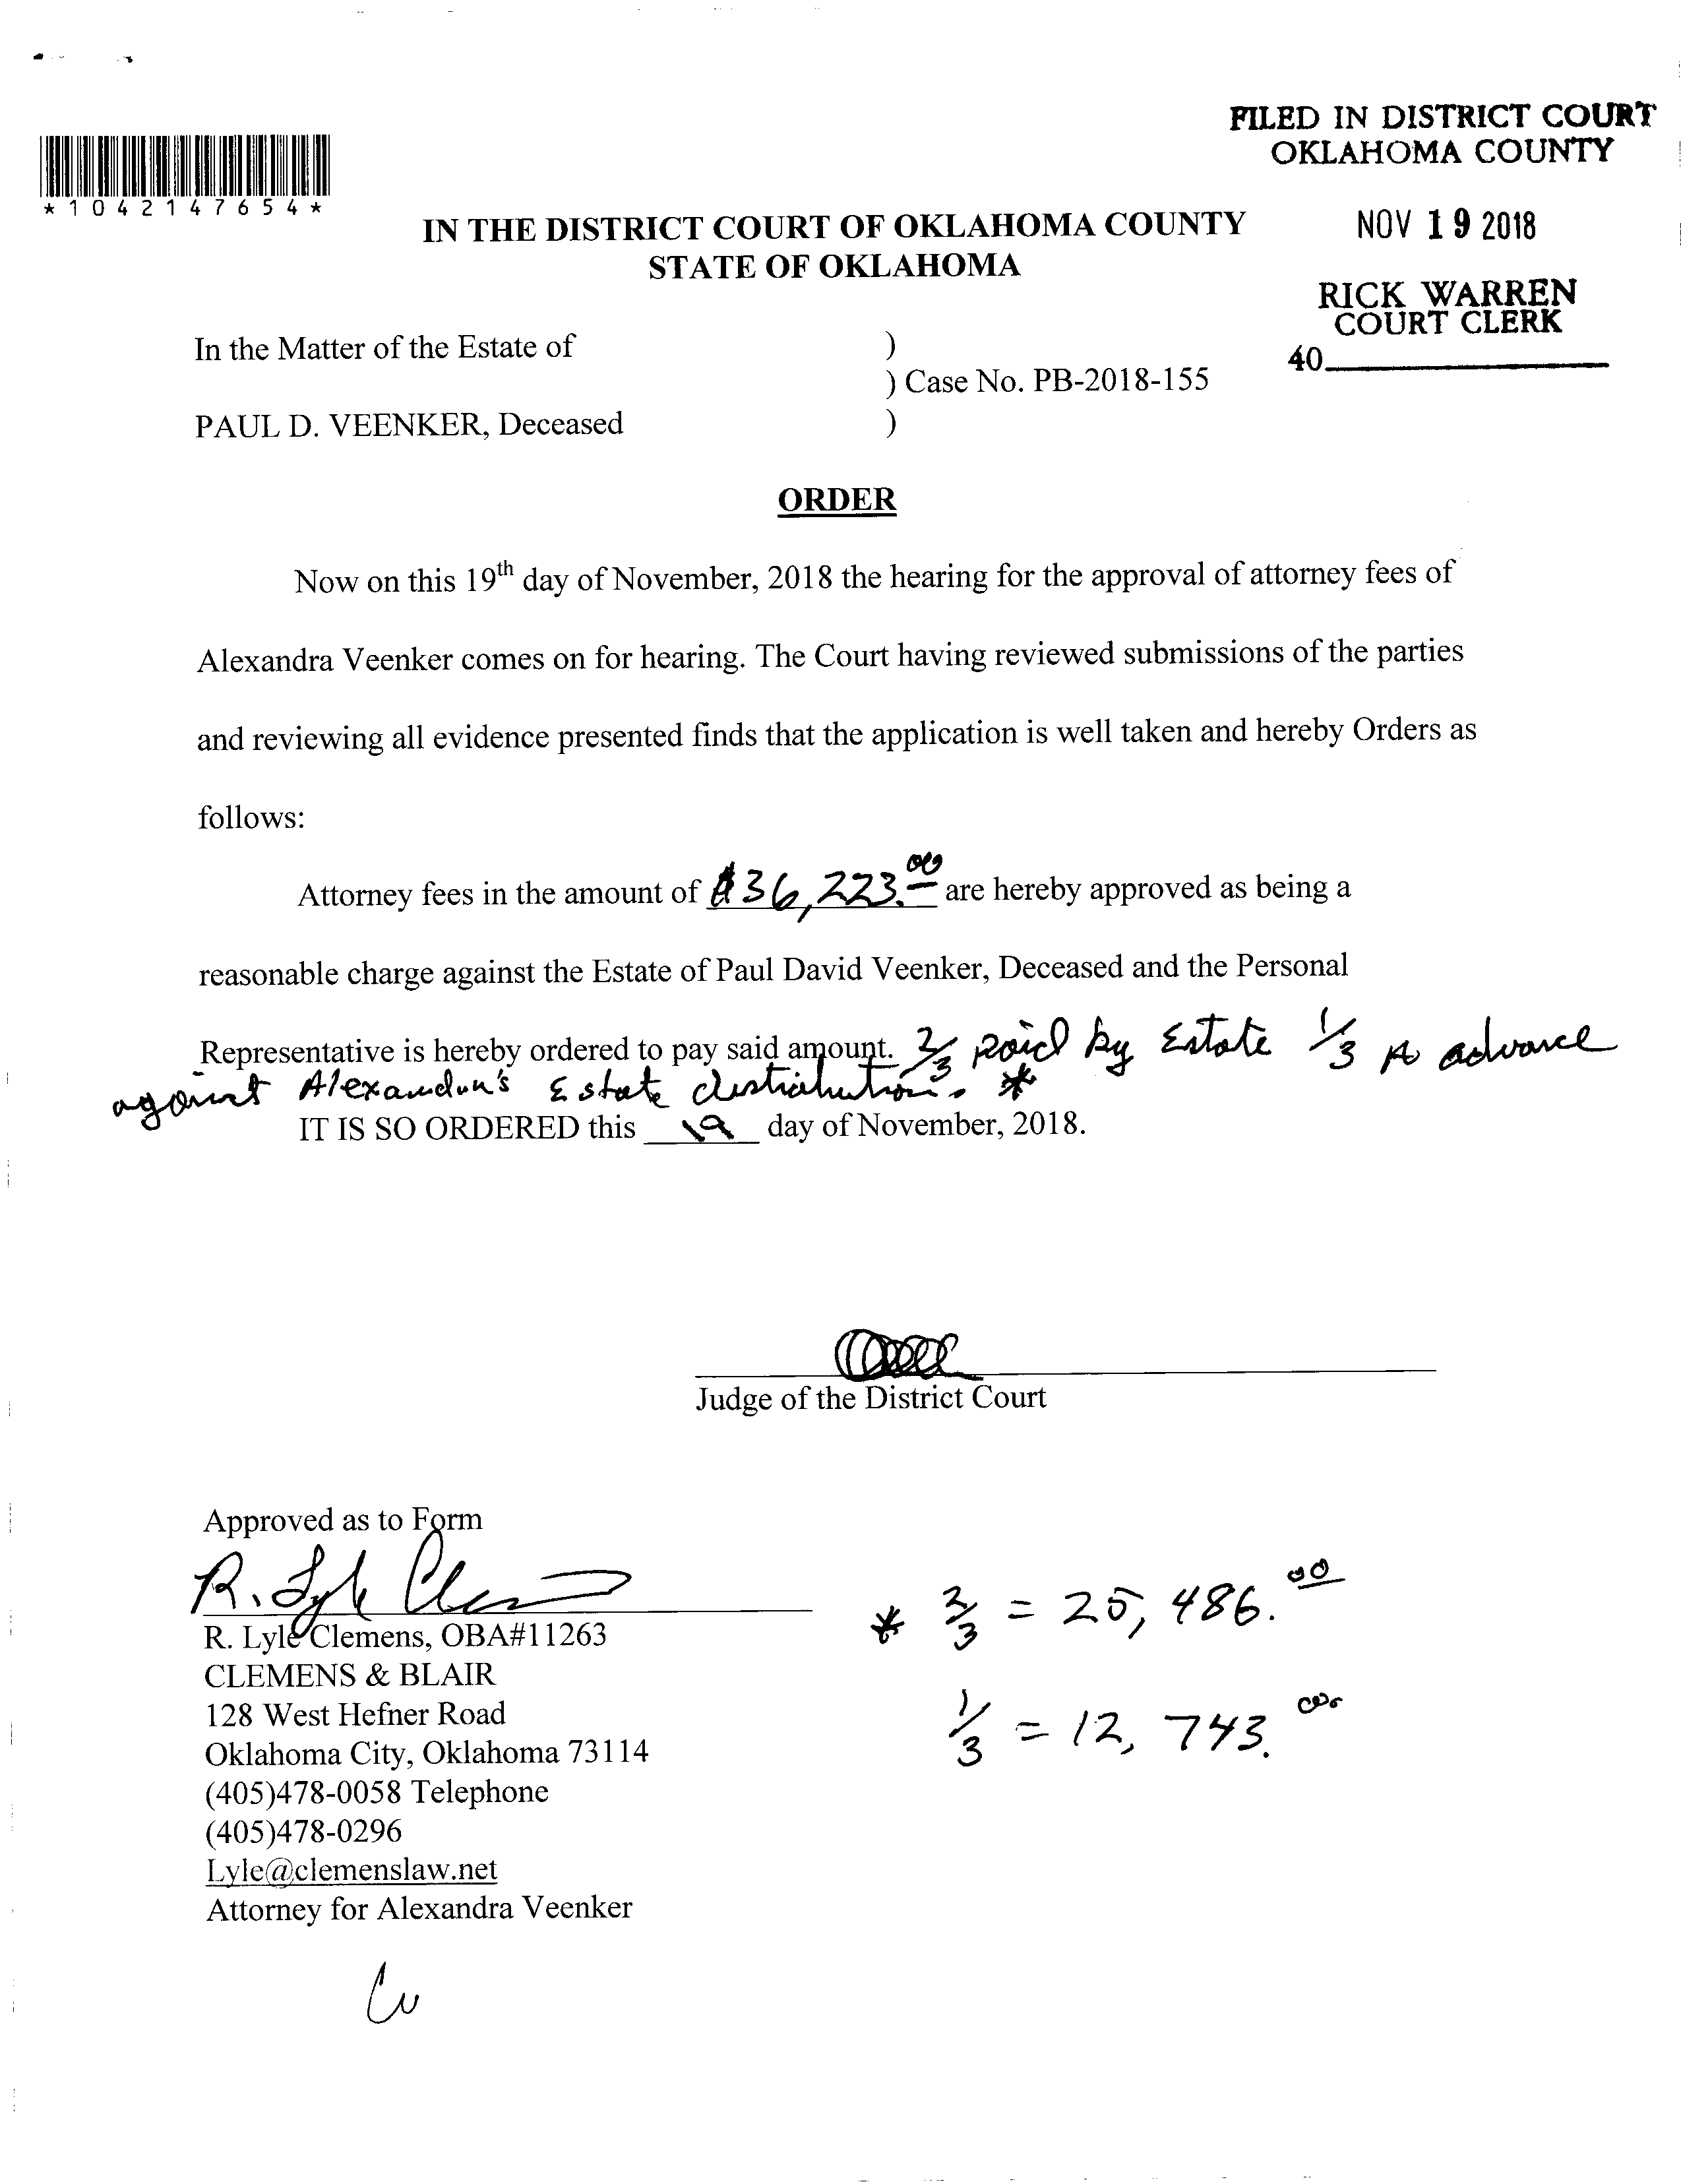 FILED IN DISTRICT COURT
OKLAHOMA COUNTY
*1042147654*
IN THE DISTRICT COURT OF OKLAHOMA COUNTY
STATE OF OKLAHOMA
NOV 19 2018
RICK WARREN
COURT CLERK
40
In the Matter of the Estate of )
) Case No. PB-2018-155
PAUL D. VEENKER, Deceased )
ORDER
Now on this 19th day of November, 2018 the hearing for the approval of attorney fees of
Alexandra Veenker comes on for hearing. The Court having reviewed submissions of the parties
and reviewing all evidence presented finds that the application is well taken and hereby Orders as
follows:
Attorney fees in the amount of $36,223.00 are hereby approved as being a
reasonable charge against the Estate of Paul David Veenker, Deceased and the Personal
Representative is hereby ordered to pay said amount. 2/3 paid by Estate 1/3 advance
against Alexandra's Estate distribution. *
IT IS SO ORDERED this 19 day of November, 2018.
Judge of the District Court
Approved as to Form
R. Lyle Clemens
R. Lyle Clemens, OBA#11263
CLEMENS & BLAIR
128 West Hefner Road
Oklahoma City, Oklahoma 73114
(405)478-0058 Telephone
(405)478-0296
Lyle@clemenslaw.net
Attorney for Alexandra Veenker
* 2/3 = 25,486.00
1/3 = 12,743.00